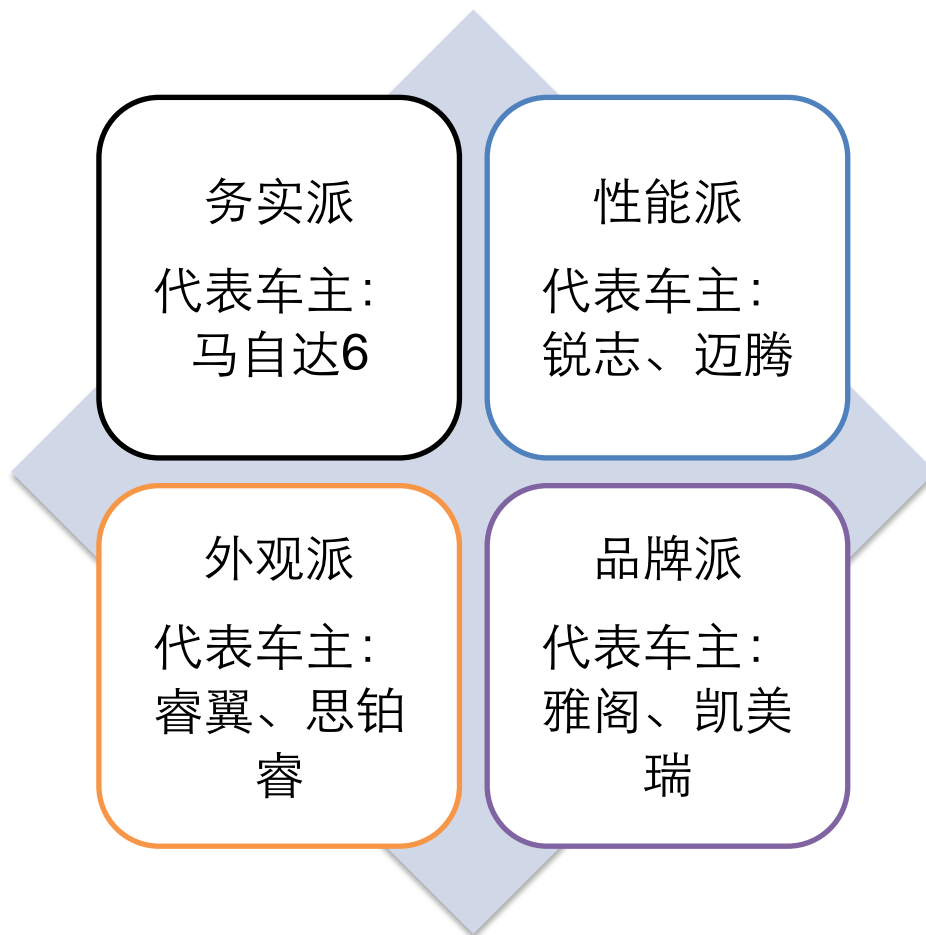 务实派
代表车主：
马自达6
性能派
代表车主：
锐志、迈腾
外观派
代表车主：
睿翼、思铂
睿
品牌派
代表车主：
雅阁、凯美
瑞